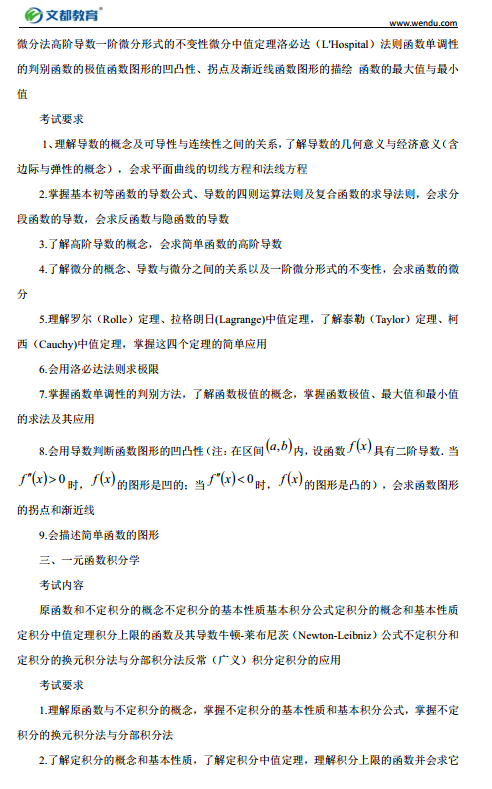 文都教育 www.wendu.com
微分法高阶导数一阶微分形式的不变性微分中值定理洛必达（L'Hospital）法则函数单调性
的判别函数的极值函数图形的凹凸性、拐点及渐近线函数图形的描绘 函数的最大值与最小
值
考试要求
1、理解导数的概念及可导性与连续性之间的关系，了解导数的几何意义与经济意义（含
边际与弹性的概念），会求平面曲线的切线方程和法线方程
2.掌握基本初等函数的导数公式、导数的四则运算法则及复合函数的求导法则，会求分
段函数的导数，会求反函数与隐函数的导数
3.了解高阶导数的概念，会求简单函数的高阶导数
4.了解微分的概念、导数与微分之间的关系以及一阶微分形式的不变性，会求函数的微
分
5.理解罗尔（Rolle）定理、拉格朗日(Lagrange)中值定理，了解泰勒（Taylor）定理、柯
西（Cauchy)中值定理，掌握这四个定理的简单应用
6.会用洛必达法则求极限
7.掌握函数单调性的判别方法，了解函数极值的概念，掌握函数极值、最大值和最小值
的求法及其应用
8.会用导数判断函数图形的凹凸性（注：在区间(a,b)内，设函数f(x)具有二阶导数．当
f″(x)>0时，f(x)的图形是凹的；当f″(x)<0时，f(x)的图形是凸的），会求函数图形
的拐点和渐近线
9.会描述简单函数的图形
三、一元函数积分学
考试内容
原函数和不定积分的概念不定积分的基本性质基本积分公式定积分的概念和基本性质
定积分中值定理积分上限的函数及其导数牛顿-莱布尼茨（Newton-Leibniz）公式不定积分和
定积分的换元积分法与分部积分法反常（广义）积分定积分的应用
考试要求
1.理解原函数与不定积分的概念，掌握不定积分的基本性质和基本积分公式，掌握不定
积分的换元积分法与分部积分法
2.了解定积分的概念和基本性质，了解定积分中值定理，理解积分上限的函数并会求它